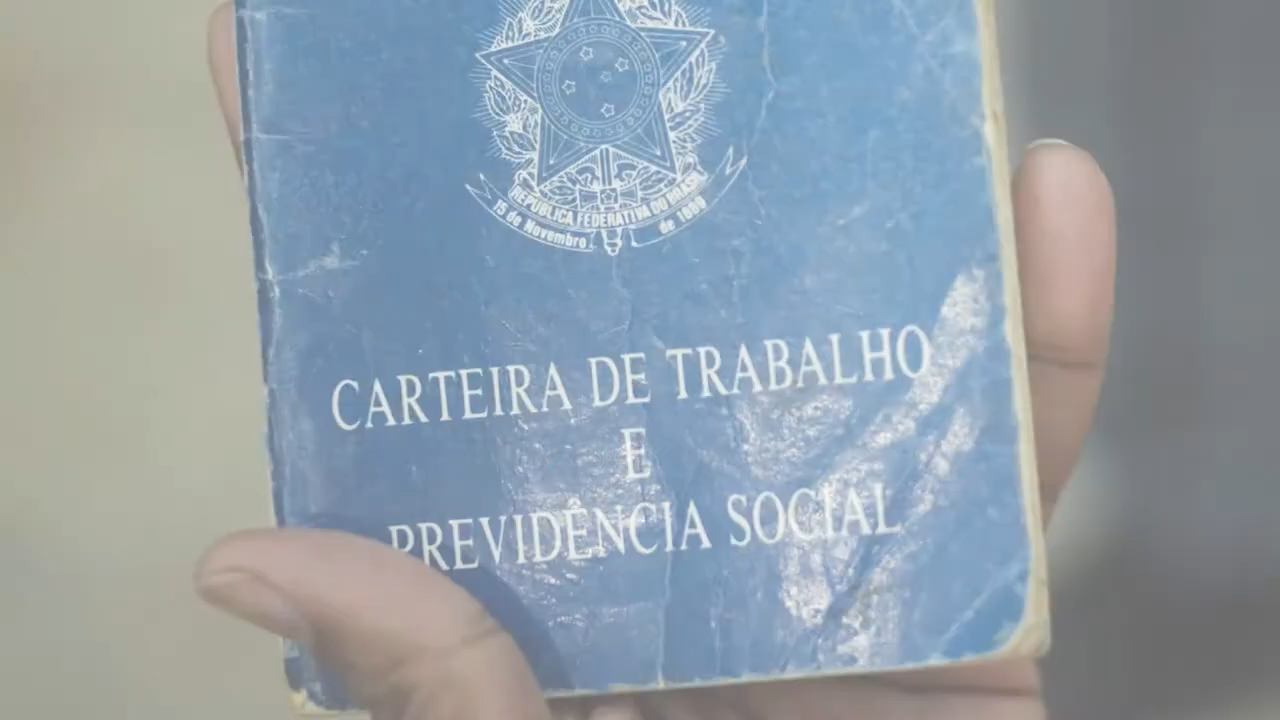 REPÚBLICA FEDERATIVA DO BRASIL
15 de Novembro de 1889
CARTEIRA DE TRABALHO
E
PREVIDÊNCIA SOCIAL